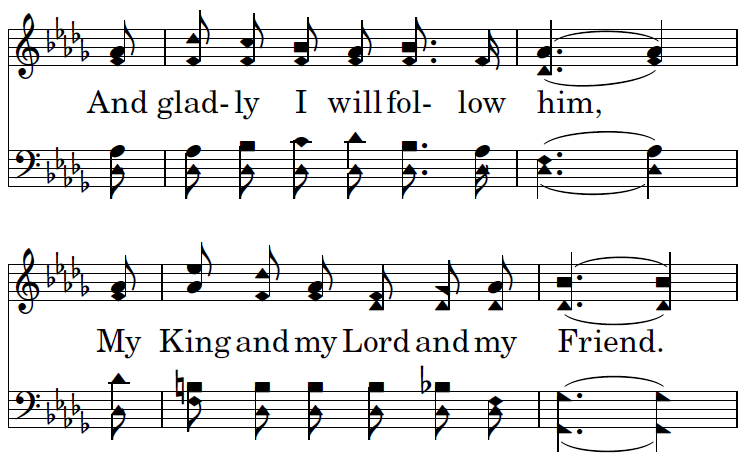 And glad- ly I will fol- low him,
My King and my Lord and my Friend.